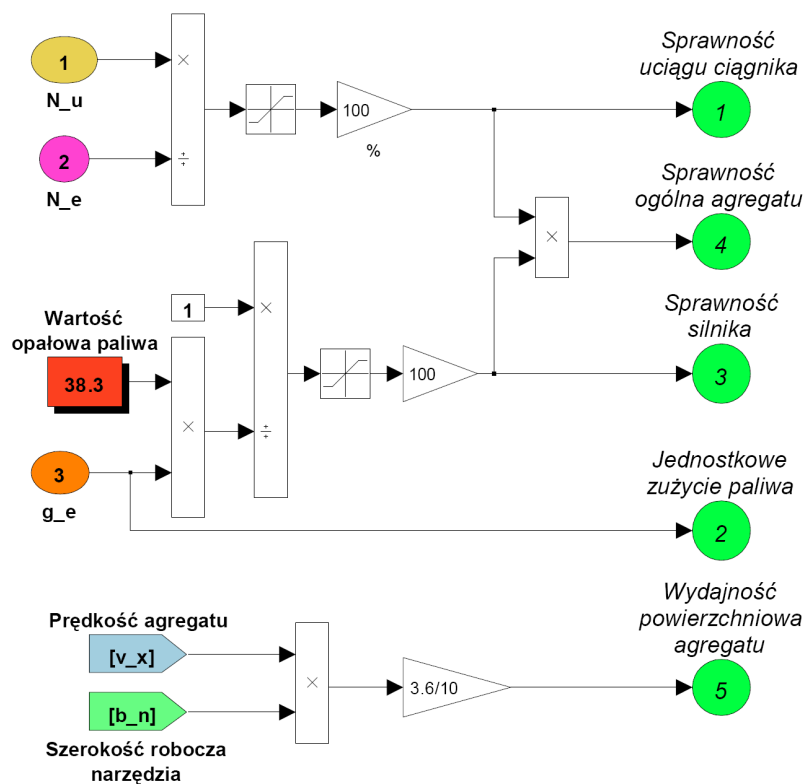 Sprawność
uciągu ciągnika
1
N_u
×
÷
100
%
1
2
N_e
Sprawność
ogólna agregatu
×
4
Wartość
opałowa paliwa
38.3
1
×
×
÷
100
Sprawność
silnika
3
3
g_e
Jednostkowe
zużycie paliwa
2
Prędkość agregatu
[v_x]
[b_n]
Szerokość robocza
narzędzia
×
3.6/10
Wydajność
powierzchniowa
agregatu
5